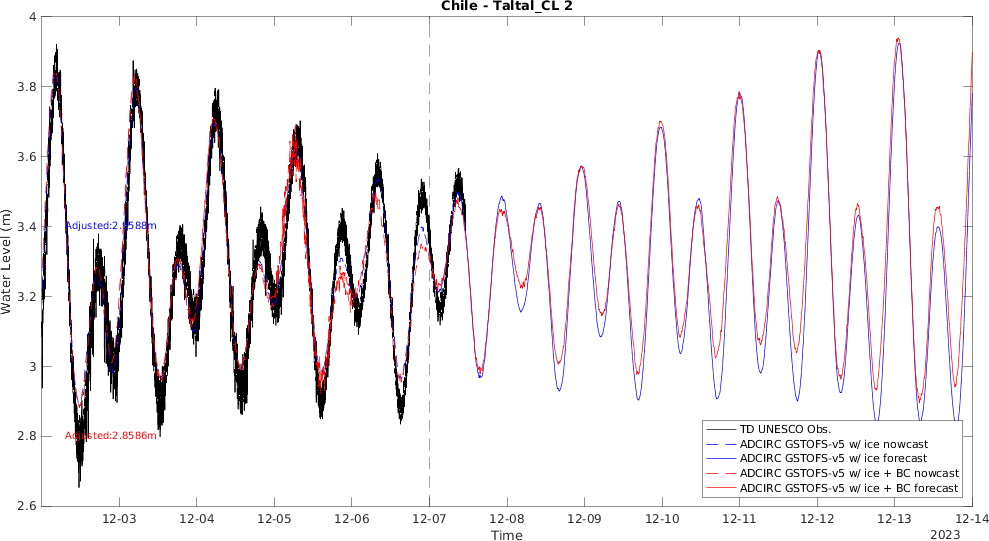 Chile - Taltal_CL 2
Water Level (m)
4
3.8
3.6
3.4
3.2
3
2.8
2.6
Adjusted:2.9588m
Adjusted:2.8586m
TD UNESCO Obs.
ADCIRC GSTOFS-v5 w/ ice nowcast
ADCIRC GSTOFS-v5 w/ ice forecast
ADCIRC GSTOFS-v5 w/ ice + BC nowcast
ADCIRC GSTOFS-v5 w/ ice + BC forecast
12-03 12-04 12-05 12-06 12-07 12-08 12-09 12-10 12-11 12-12 12-13 12-14
Time
2023